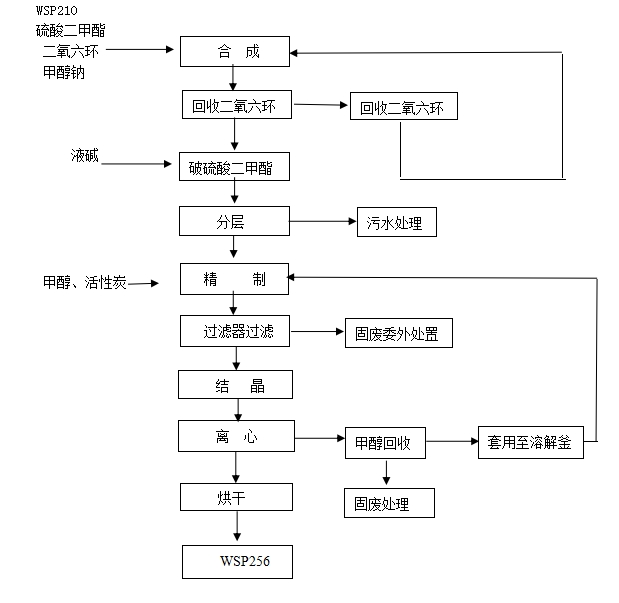 WSP210
硫酸二甲酯
二氧六环
甲醇钠
合 成
回收二氧六环
回收二氧六环
液碱
破硫酸二甲酯
分层
污水处理
甲醇、活性炭
精 制
过滤器过滤
固废委外处置
结 晶
离 心
甲醇回收
套用至溶解釜
烘干
固废处理
WSP256